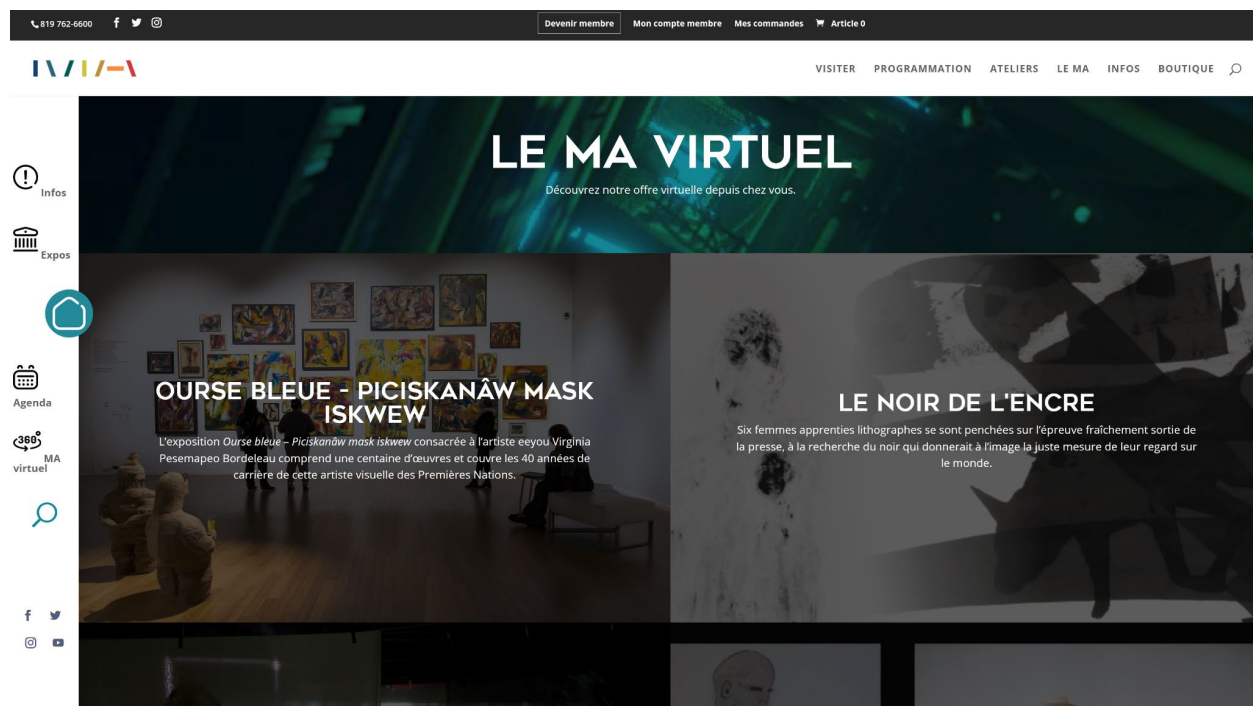 819 762-6600
Devenir membre Mon compte membre Mes commandes Article 0
VISITER PROGRAMMATION ATELIERS LE MA INFOS BOUTIQUE
LE MA VIRTUEL
Découvrez notre offre virtuelle depuis chez vous.
Infos
Expos
Agenda
360°
MA
virtuel
OURSE BLEUE - PICISKANÂW MASK
ISKWEW
L'exposition Ourse bleue – Piciskanâw mask iskwew consacrée à l'artiste eeyou Virginia
Pesemapeo Bordeleau comprend une centaine d'œuvres et couvre les 40 années de
carrière de cette artiste visuelle des Premières Nations.
LE NOIR DE L'ENCRE
Six femmes apprenties lithographes se sont penchées sur l'épreuve fraîchement sortie de
la presse, à la recherche du noir qui donnerait à l'image la juste mesure de leur regard sur
le monde.